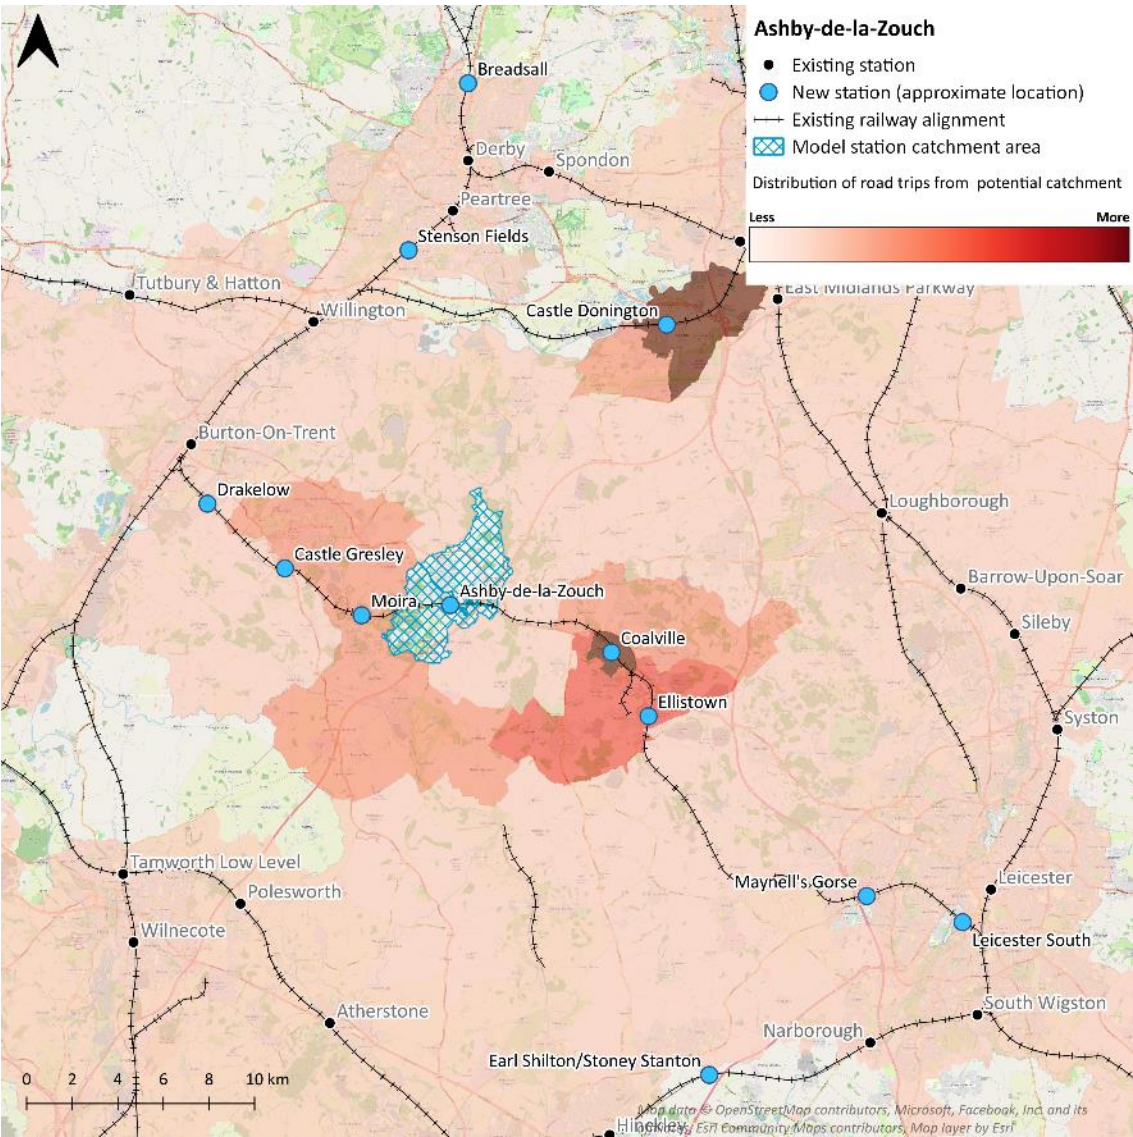 Ashby-de-la-Zouch
Existing station
New station (approximate location)
Existing railway alignment
Model station catchment area
Distribution of road trips from potential catchment
Less
More
Breadsall
Derby
Spondon
Peartree
Stenson Fields
Tutbury & Hatton
Willington
Castle Donington
East Midlands Parkway
Burton-On-Trent
Drakelow
Loughborough
Castle Gresley
Barrow-Upon-Soar
Moira
Ashby-de-la-Zouch
Sileby
Coalville
Ellistown
Syston
Tamworth Low Level
Polesworth
Maynell's Gorse
Leicester
Wilnecote
Leicester South
Atherstone
South Wigston
Narborough
Earl Shilton/Stoney Stanton
0 2 4 6 8 10 km
Map data © OpenStreetMap contributors, Microsoft, Facebook, Inc. and its
Esri Community Maps contributors, Map layer by Esri
Hinckley